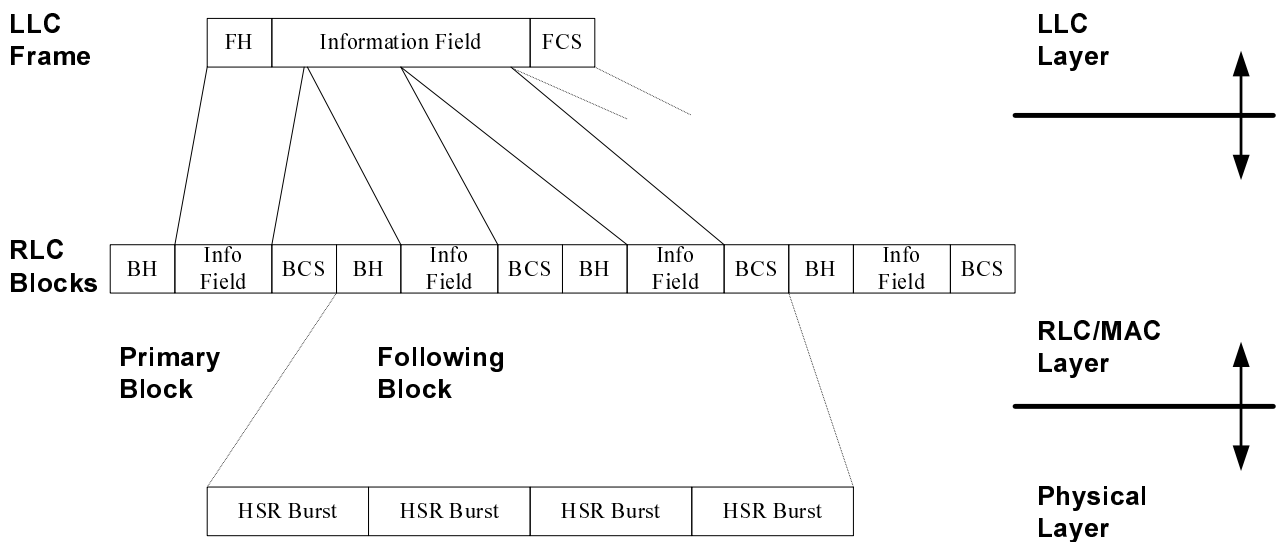 LLC
Frame
FH
Information Field
FCS
LLC
Layer
RLC
Blocks
BH
Info
Field
BCS
BH
Info
Field
BCS
BH
Info
Field
BCS
BH
Info
Field
BCS
Primary
Block
Following
Block
RLC/MAC
Layer
HSR Burst
HSR Burst
HSR Burst
HSR Burst
Physical
Layer